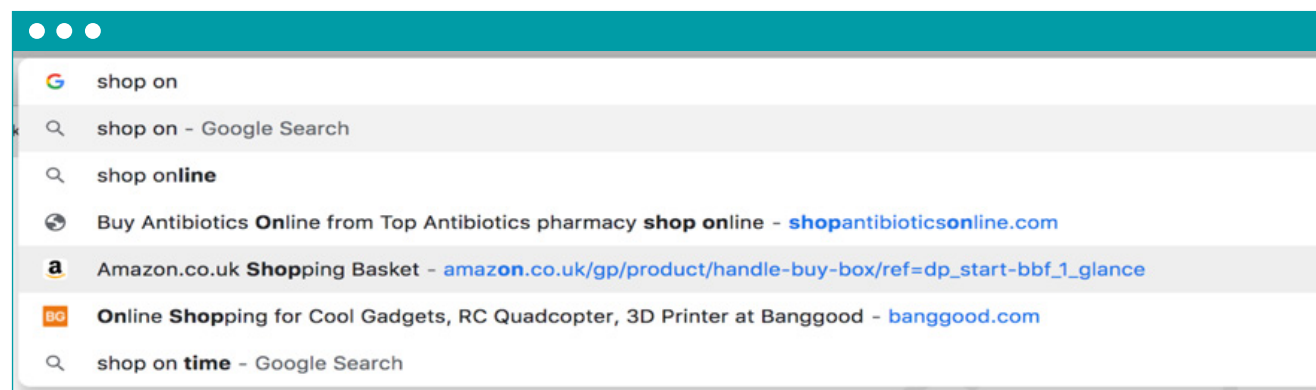 shop on
shop on - Google Search
shop online
Buy Antibiotics Online from Top Antibiotics pharmacy shop online - shopantibioticsonline.com
a Amazon.co.uk Shopping Basket - amazon.co.uk/gp/product/handle-buy-box/ref=dp_start-bbf_1_glance
BG Online Shopping for Cool Gadgets, RC Quadcopter, 3D Printer at Banggood - banggood.com
shop on time - Google Search